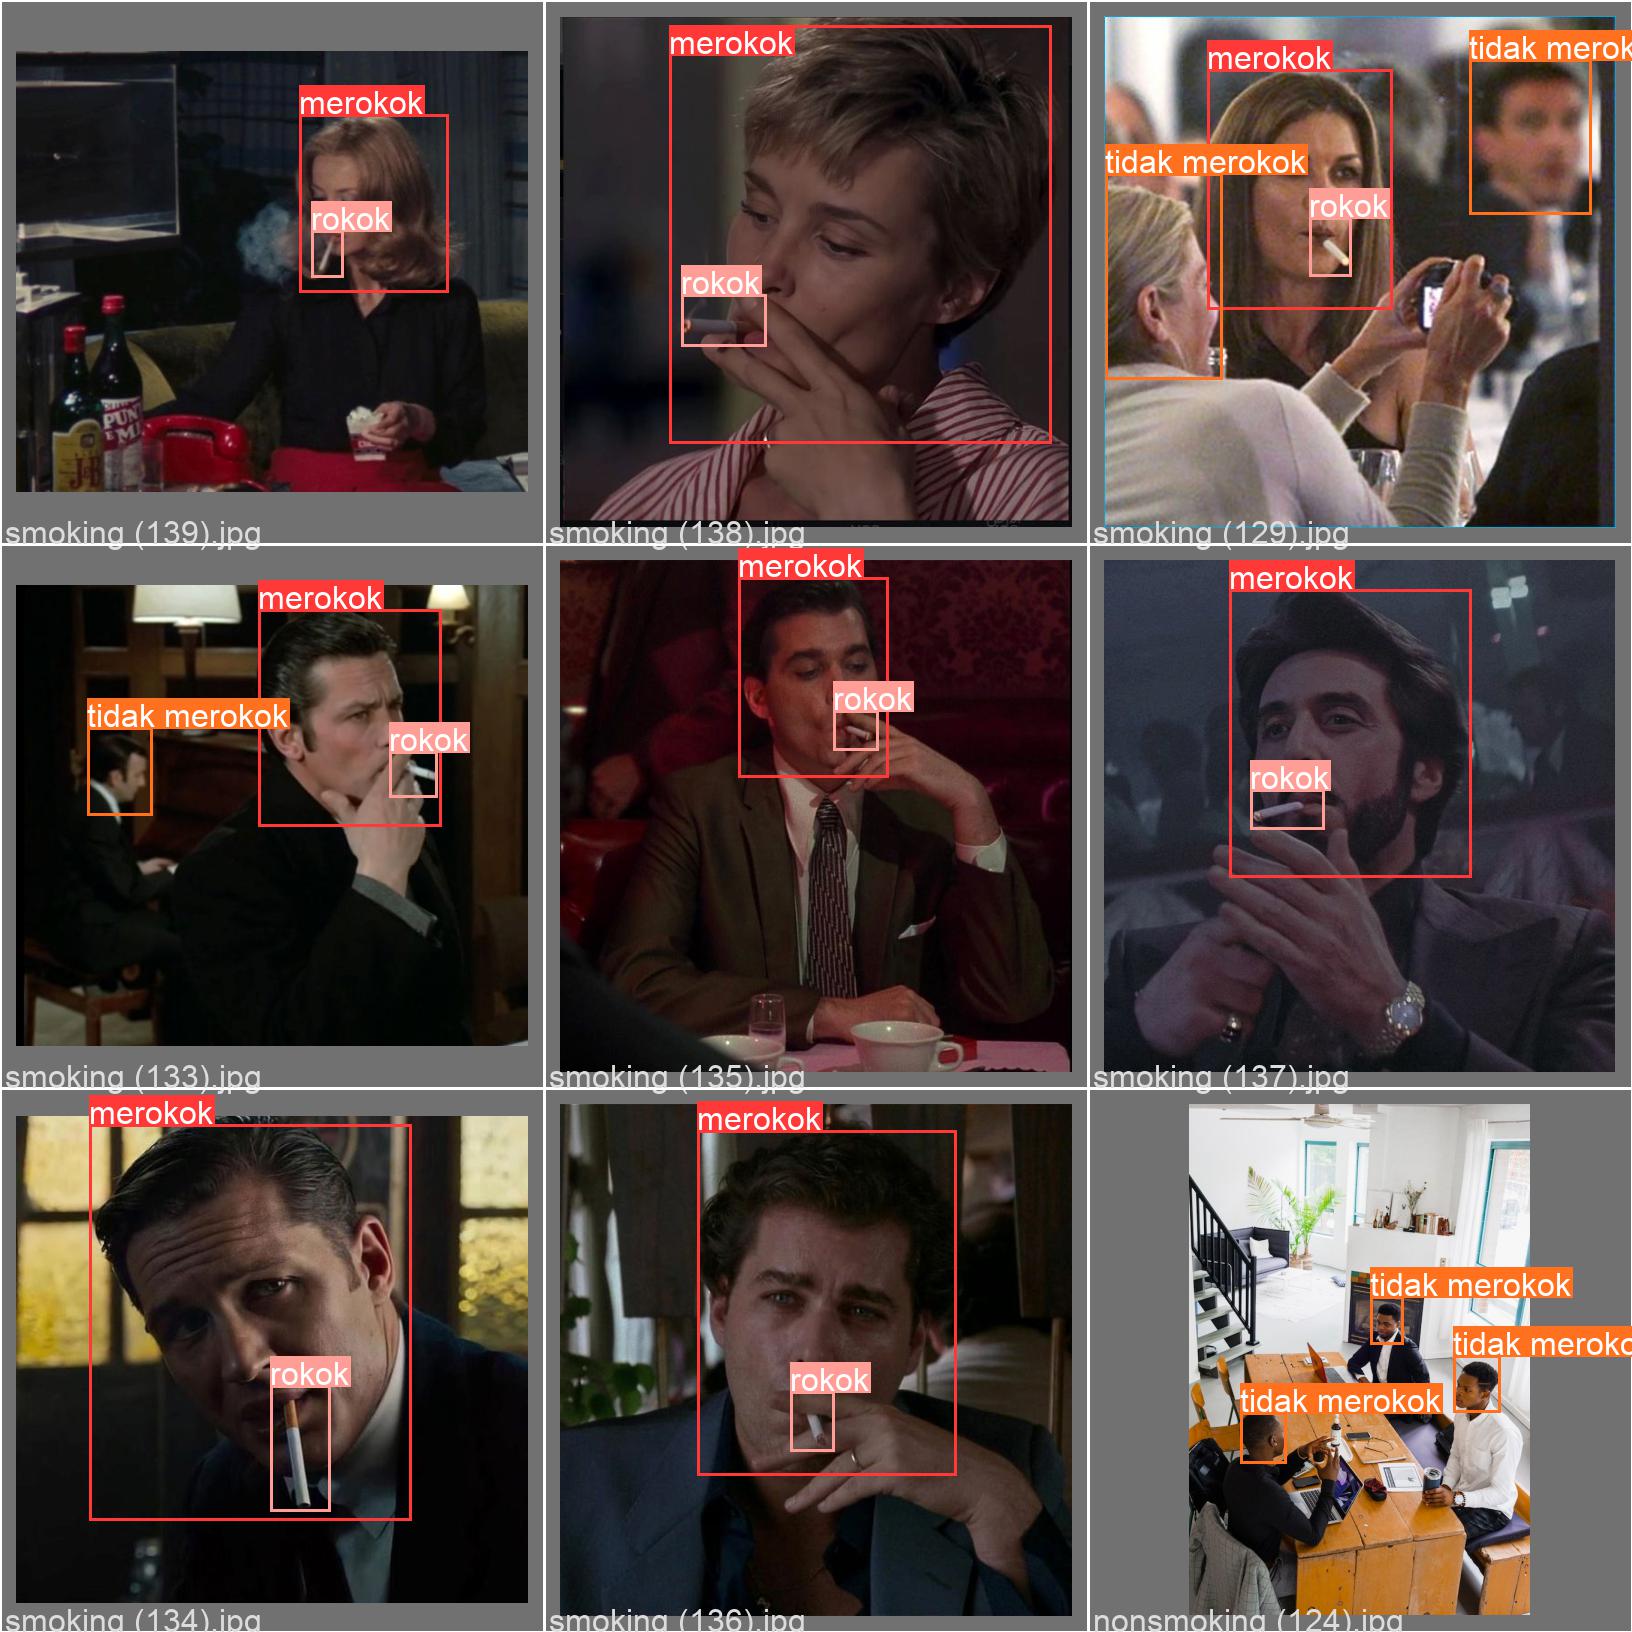 merokok
rokok
PUNT
E M
J&B
smoking (139).jpg
merokok
rokok
smoking (138).jpg
merokok
tidak merok
tidak merokok
rokok
smoking (129).jpg
merokok
tidak merokok
rokok
smoking (133).jpg
merokok
rokok
smoking (135).jpg
merokok
rokok
smoking (137).jpg
merokok
rokok
smoking (134).jpg
merokok
rokok
smoking (136).jpg
tidak merokok
tidak meroko
tidak merokok
nonsmoking (124).jpg